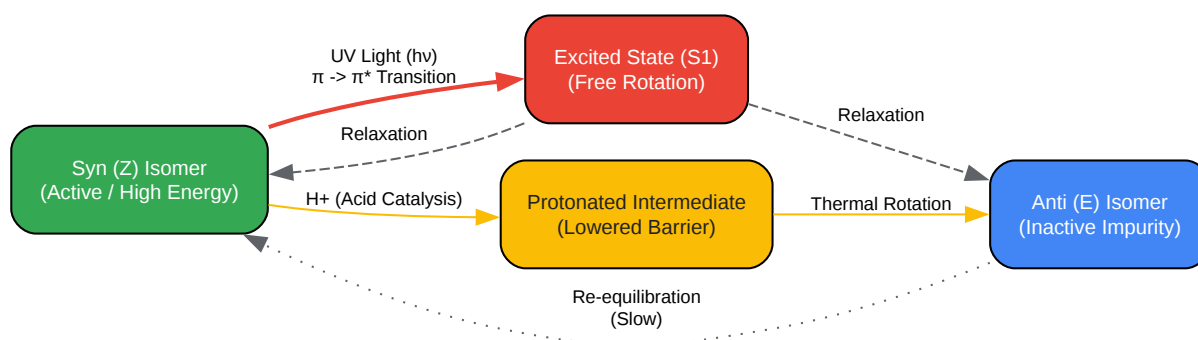 UV Light (hν)
π -> π* Transition
Excited State (S1)
(Free Rotation)
Relaxation
Relaxation
Syn (Z) Isomer
(Active / High Energy)
H+ (Acid Catalysis)
Protonated Intermediate
(Lowered Barrier)
Thermal Rotation
Anti (E) Isomer
(Inactive Impurity)
Re-equilibration
(Slow)